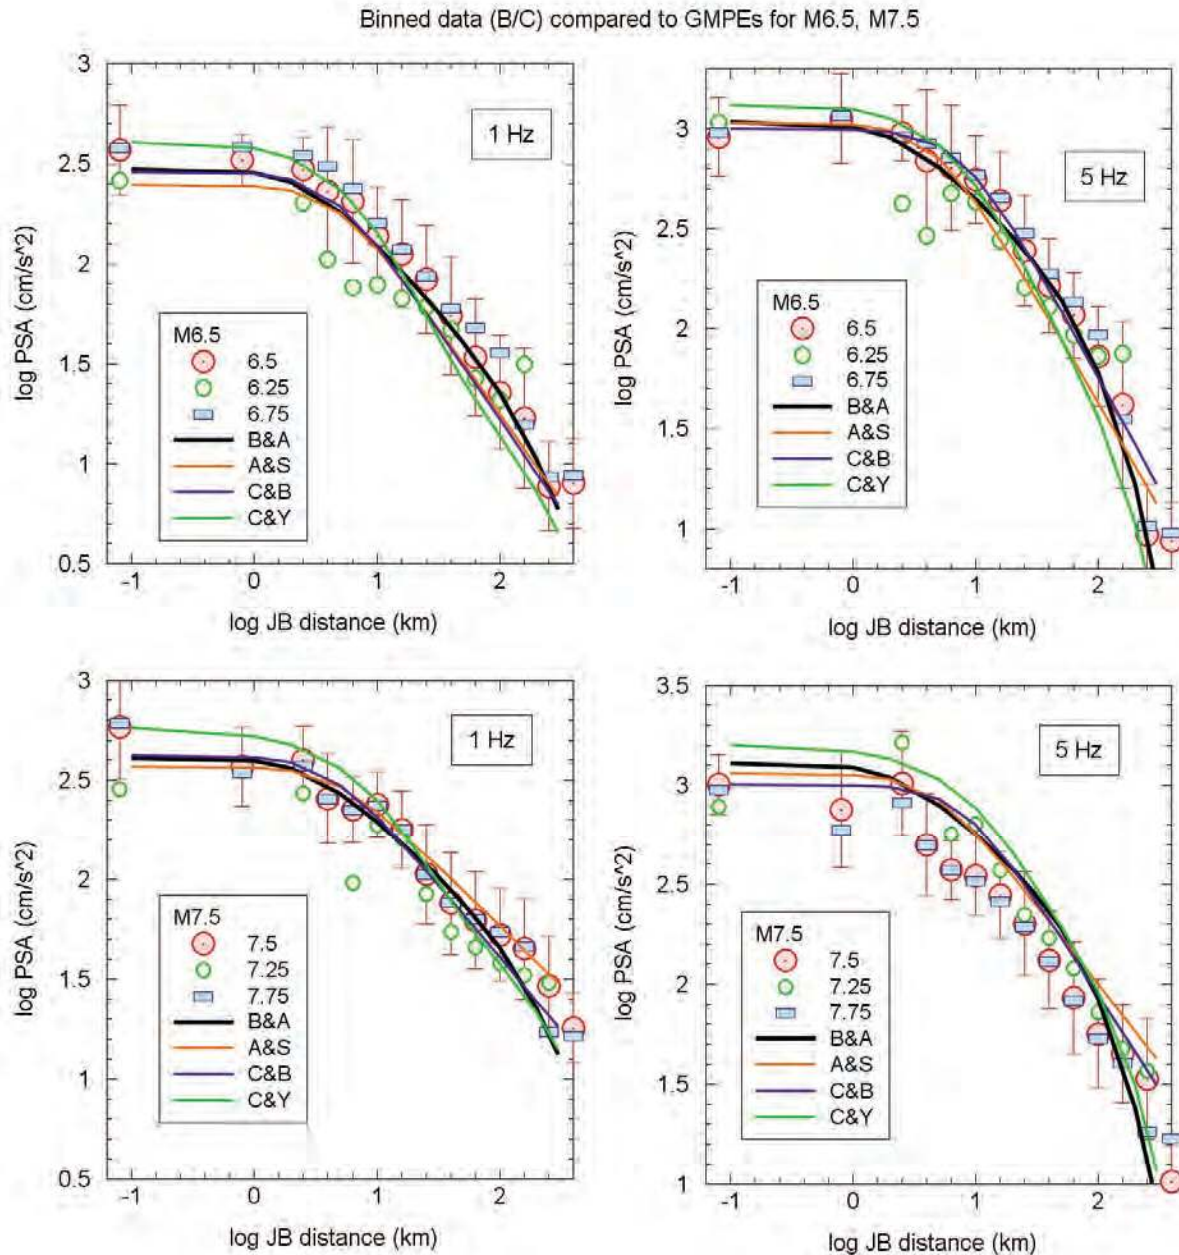 Binned data (B/C) compared to GMPEs for M6.5, M7.5
3
2.5
2
1.5
1
0.5
log PSA (cm/s^2)
1 Hz
M6.5
6.5
6.25
6.75
B&A
A&S
C&B
C&Y
-1
0
1
2
log JB distance (km)
3
2.5
2
1.5
1
log PSA (cm/s^2)
5 Hz
M6.5
6.5
6.25
6.75
B&A
A&S
C&B
C&Y
-1
0
1
2
log JB distance (km)
3
2.5
2
1.5
1
0.5
log PSA (cm/s^2)
1 Hz
M7.5
7.5
7.25
7.75
B&A
A&S
C&B
C&Y
-1
0
1
2
log JB distance (km)
3.5
3
2.5
2
1.5
1
log PSA (cm/s^2)
5 Hz
M7.5
7.5
7.25
7.75
B&A
A&S
C&B
C&Y
-1
0
1
2
log JB distance (km)